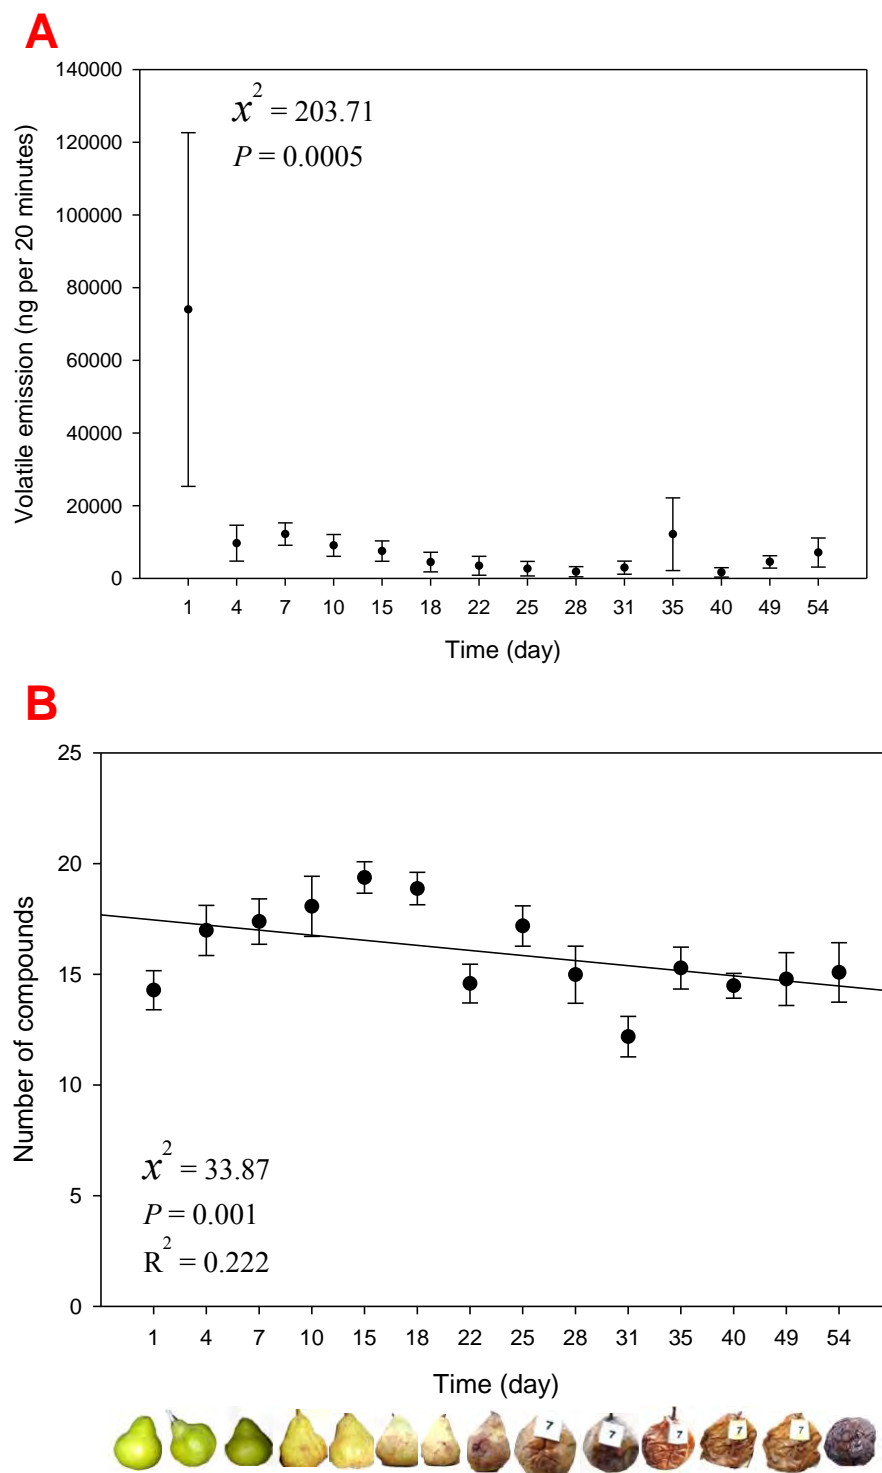 A
140000
120000
100000
80000
60000
40000
20000
0
Volatile emission (ng per 20 minutes)
x² = 203.71
P = 0.0005
1 4 7 10 15 18 22 25 28 31 35 40 49 54
Time (day)
B
25
20
15
10
5
0
Number of compounds
x² = 33.87
P = 0.001
R² = 0.222
1 4 7 10 15 18 22 25 28 31 35 40 49 54
Time (day)
7 7 7 7 7